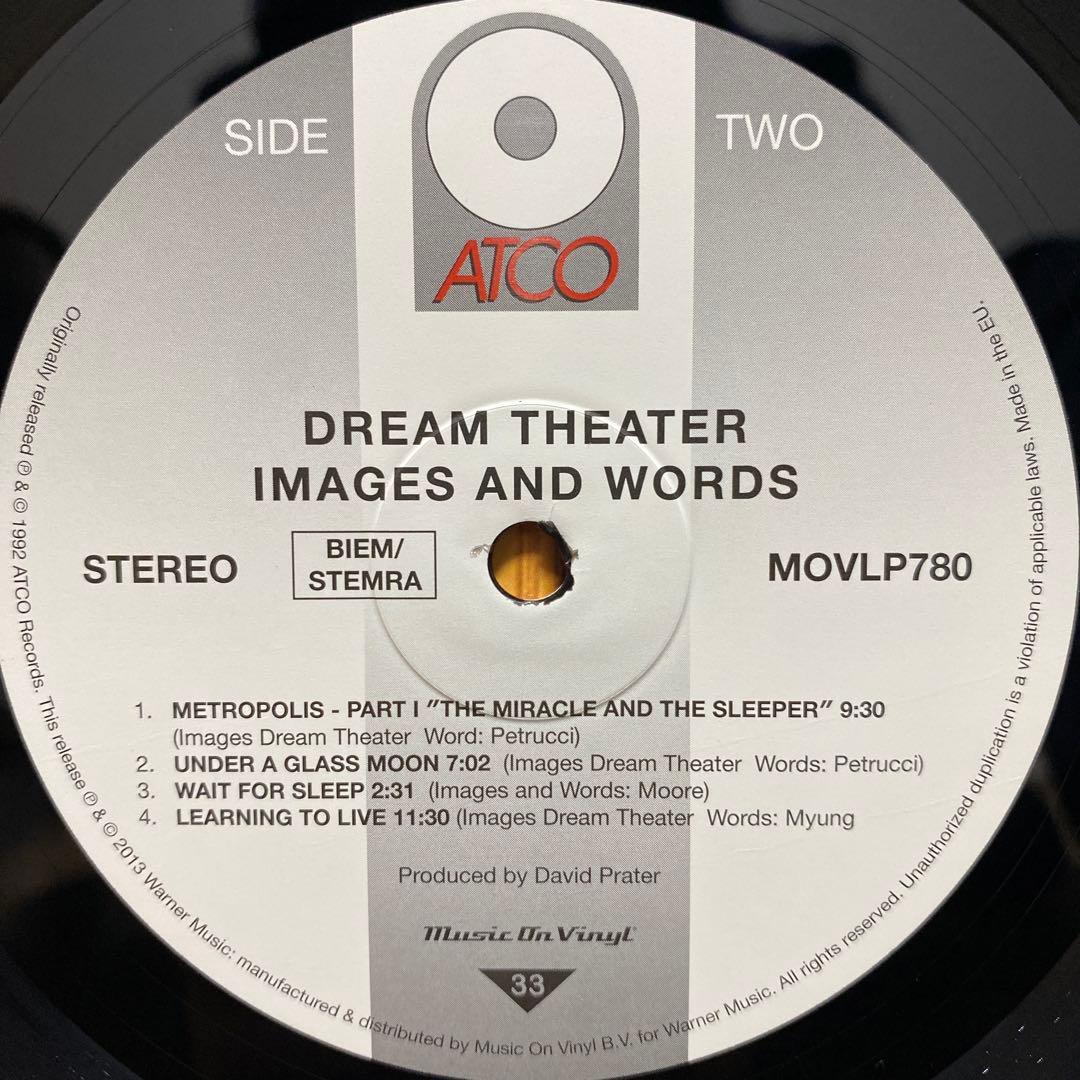 SIDE
TWO
ATCO
DREAM THEATER
IMAGES AND WORDS
STEREO
BIEM/
STEMRA
MOVLP780
1. METROPOLIS - PART I "THE MIRACLE AND THE SLEEPER" 9:30
(Images Dream Theater Word: Petrucci)
2. UNDER A GLASS MOON 7:02 (Images Dream Theater Words: Petrucci)
3. WAIT FOR SLEEP 2:31 (Images and Words: Moore)
4. LEARNING TO LIVE 11:30 (Images Dream Theater Words: Myung
Produced by David Prater
Music On Vinyl
33
Originally released ℗ & © 1992 ATCO Records. This release ℗ & © 2013 Warner Music; manufactured & distributed by Music On Vinyl B.V. for Warner Music. All rights reserved. Unauthorized duplication is a violation of applicable laws. Made in the EU.